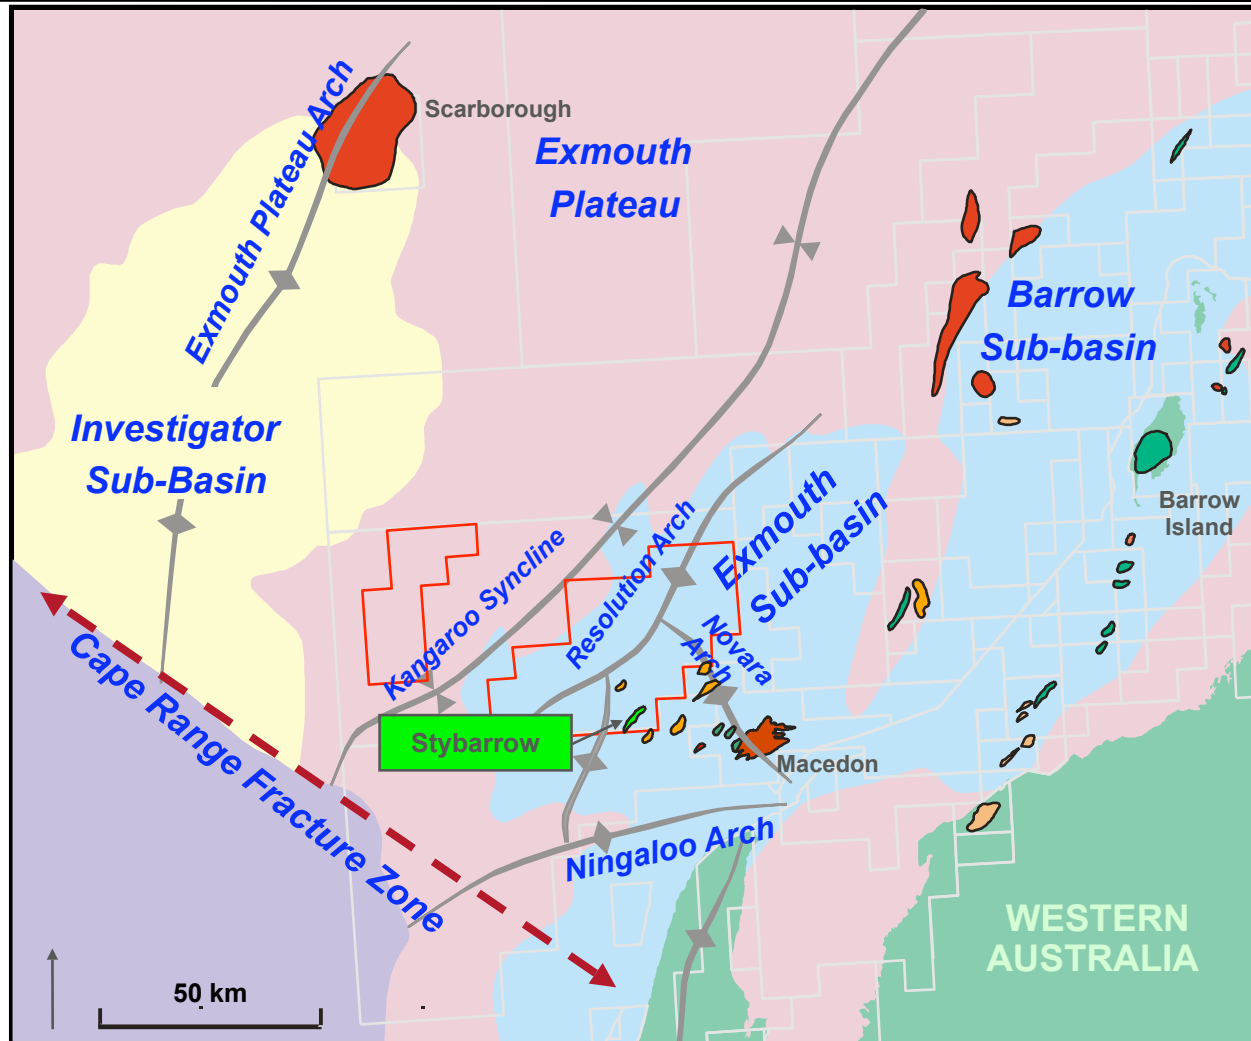 Exmouth Plateau Arch
Scarborough
Exmouth
Plateau
Barrow
Sub-basin
Investigator
Sub-Basin
Barrow
Island
Exmouth
Sub-basin
Kangaroo Syncline
Resolution Arch
Novara
Arch
Cape Range Fracture Zone
Stybarrow
Macedon
Ningaloo Arch
WESTERN
AUSTRALIA
50 km